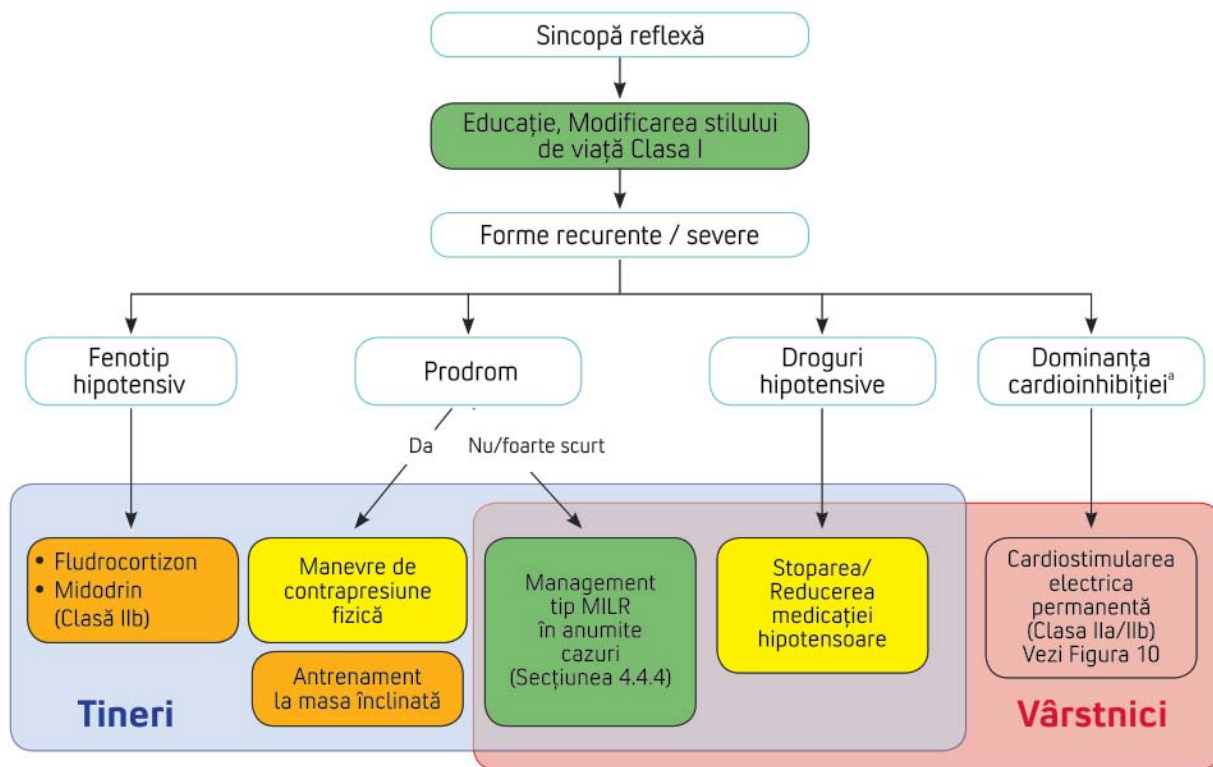 Sincopă reflexă
Educație, Modificarea stilului
de viață Clasa I
Forme recurente / severe
Fenotip
hipotensiv
Prodrom
Droguri
hipotensive
Dominanța
cardioinhibiției^a
Da
Nu/foarte scurt
• Fludrocortizon
• Midodrin
(Clasă IIb)
Manevre de
contrapresiune
fizică
Antrenament
la masa înclinată
Management
tip MILR
în anumite
cazuri
(Secțiunea 4.4.4)
Stoparea/
Reducerea
medicației
hipotensoare
Cardiostimularea
electrica
permanentă
(Clasa IIa/IIb)
Vezi Figura 10
Tineri
Vârstnici